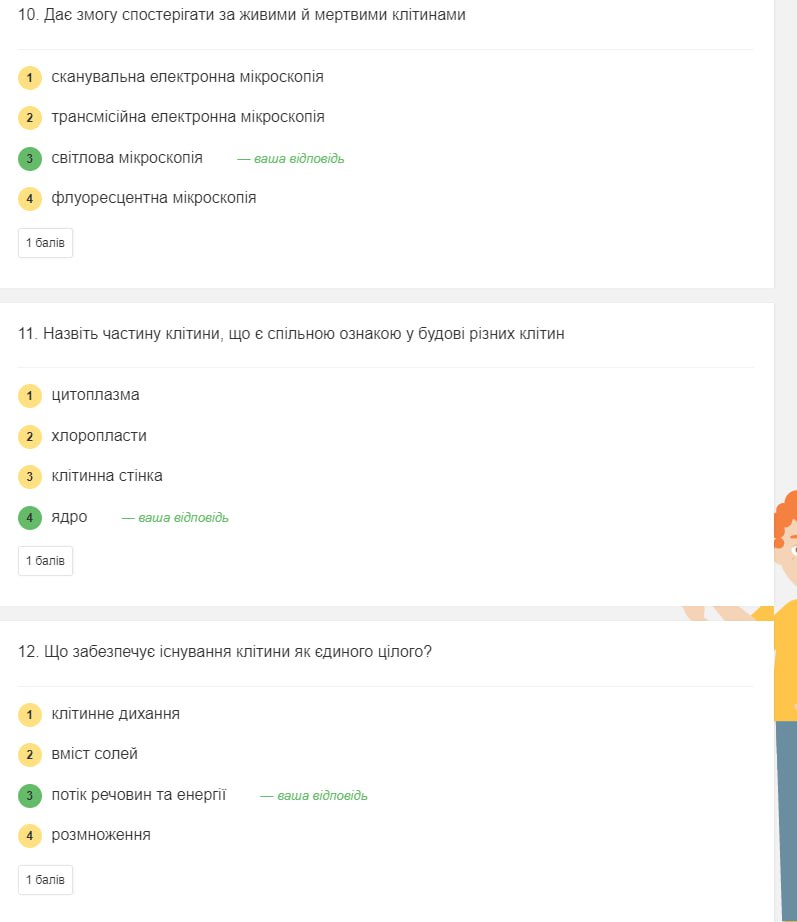 10. Дає змогу спостерігати за живими й мертвими клітинами
1 сканувальна електронна мікроскопія
2 трансмісійна електронна мікроскопія
3 світлова мікроскопія — ваша відповідь
4 флуоресцентна мікроскопія
1 балів
11. Назвіть частину клітини, що є спільною ознакою у будові різних клітин
1 цитоплазма
2 хлоропласти
3 клітинна стінка
4 ядро — ваша відповідь
1 балів
12. Що забезпечує існування клітини як єдиного цілого?
1 клітинне дихання
2 вміст солей
3 потік речовин та енергії — ваша відповідь
4 розмноження
1 балів